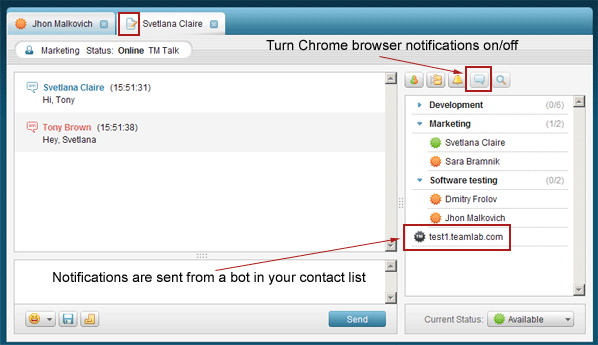 Jhon Malkovich
Svetlana Claire
Turn Chrome browser notifications on/off
Marketing Status: Online TM Talk
Svetlana Claire (15:51:31)
Hi, Tony
Tony Brown (15:51:38)
Hey, Svetlana
Development (0/6)
Marketing (1/2)
Svetlana Claire
Sara Bramnik
Software testing (0/2)
Dmitry Frolov
Jhon Malkovich
test1.teamlab.com
Notifications are sent from a bot in your contact list
Send
Current Status: Available